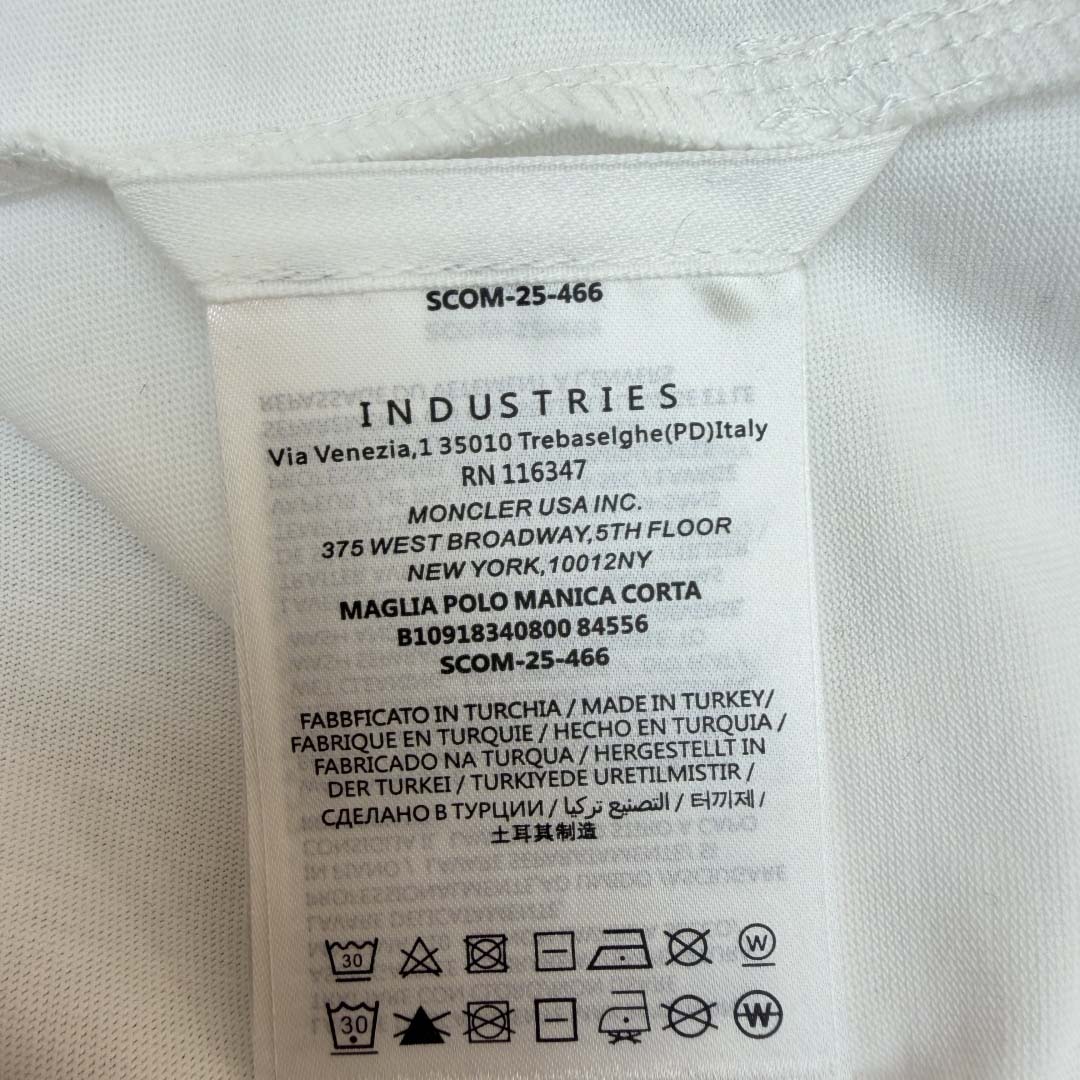 SCOM-25-466
INDUSTRIES
Via Venezia,1 35010 Trebaselghe(PD)Italy
RN 116347
MONCLER USA INC.
375 WEST BROADWAY,5TH FLOOR
NEW YORK,10012NY
MAGLIA POLO MANICA CORTA
B10918340800 84556
SCOM-25-466
FABBFICATO IN TURCHIA / MADE IN TURKEY/
FABRIQUE EN TURQUIE / HECHO EN TURQUIA /
FABRICADO NA TURQUA / HERGESTELLT IN
DER TURKEI / TURKIYEDE URETILMISTIR /
СДЕЛАНО В ТУРЦИИ / التصنيع تركيا / 터끼제 /
土耳其制造
30 W
30 W